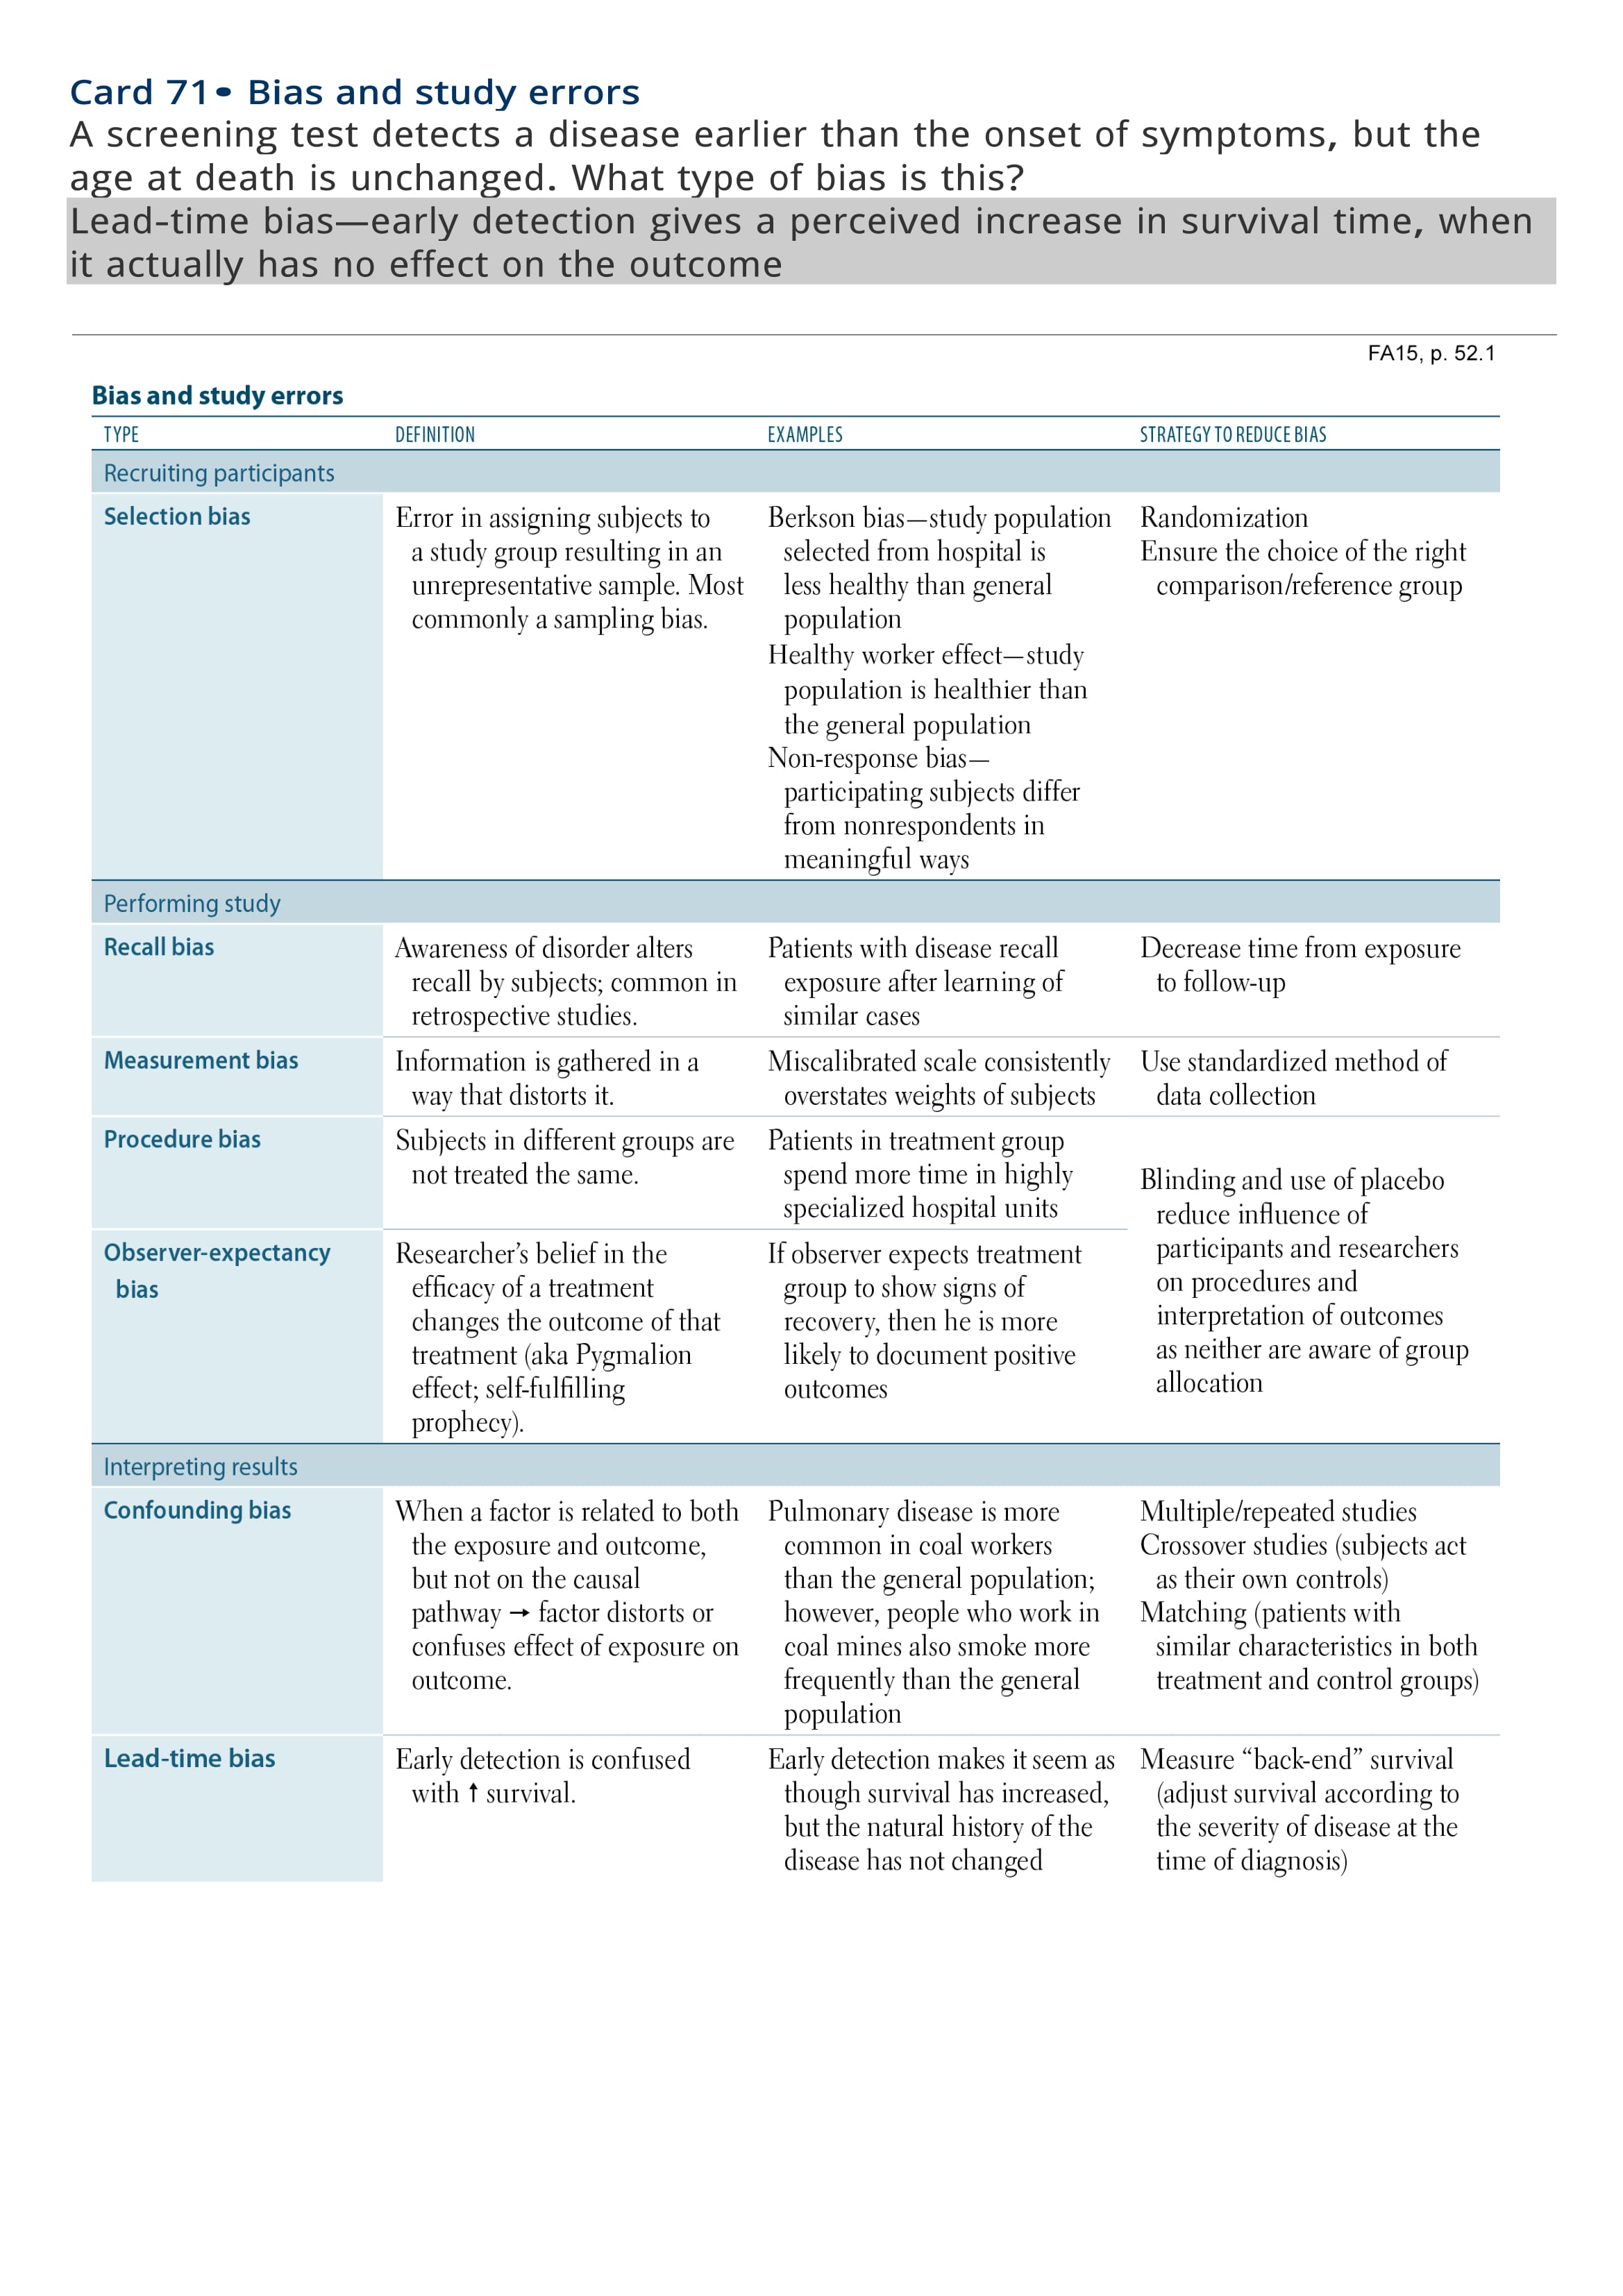 Card 71• Bias and study errors
A screening test detects a disease earlier than the onset of symptoms, but the
age at death is unchanged. What type of bias is this?
Lead-time bias—early detection gives a perceived increase in survival time, when
it actually has no effect on the outcome
FA15, p. 52.1
Bias and study errors
TYPE DEFINITION EXAMPLES STRATEGY TO REDUCE BIAS
Recruiting participants
Selection bias
Error in assigning subjects to
a study group resulting in an
unrepresentative sample. Most
commonly a sampling bias.
Berkson bias—study population
selected from hospital is
less healthy than general
population
Healthy worker effect—study
population is healthier than
the general population
Non-response bias—
participating subjects differ
from nonrespondents in
meaningful ways
Randomization
Ensure the choice of the right
comparison/reference group
Performing study
Recall bias
Awareness of disorder alters
recall by subjects; common in
retrospective studies.
Patients with disease recall
exposure after learning of
similar cases
Decrease time from exposure
to follow-up
Measurement bias
Information is gathered in a
way that distorts it.
Miscalibrated scale consistently
overstates weights of subjects
Use standardized method of
data collection
Procedure bias
Subjects in different groups are
not treated the same.
Patients in treatment group
spend more time in highly
specialized hospital units
Blinding and use of placebo
reduce influence of
participants and researchers
on procedures and
interpretation of outcomes
as neither are aware of group
allocation
Observer-expectancy
bias
Researcher’s belief in the
efficacy of a treatment
changes the outcome of that
treatment (aka Pygmalion
effect; self-fulfilling
prophecy).
If observer expects treatment
group to show signs of
recovery, then he is more
likely to document positive
outcomes
Interpreting results
Confounding bias
When a factor is related to both
the exposure and outcome,
but not on the causal
pathway → factor distorts or
confuses effect of exposure on
outcome.
Pulmonary disease is more
common in coal workers
than the general population;
however, people who work in
coal mines also smoke more
frequently than the general
population
Multiple/repeated studies
Crossover studies (subjects act
as their own controls)
Matching (patients with
similar characteristics in both
treatment and control groups)
Lead-time bias
Early detection is confused
with ↑ survival.
Early detection makes it seem as
though survival has increased,
but the natural history of the
disease has not changed
Measure “back-end” survival
(adjust survival according to
the severity of disease at the
time of diagnosis)